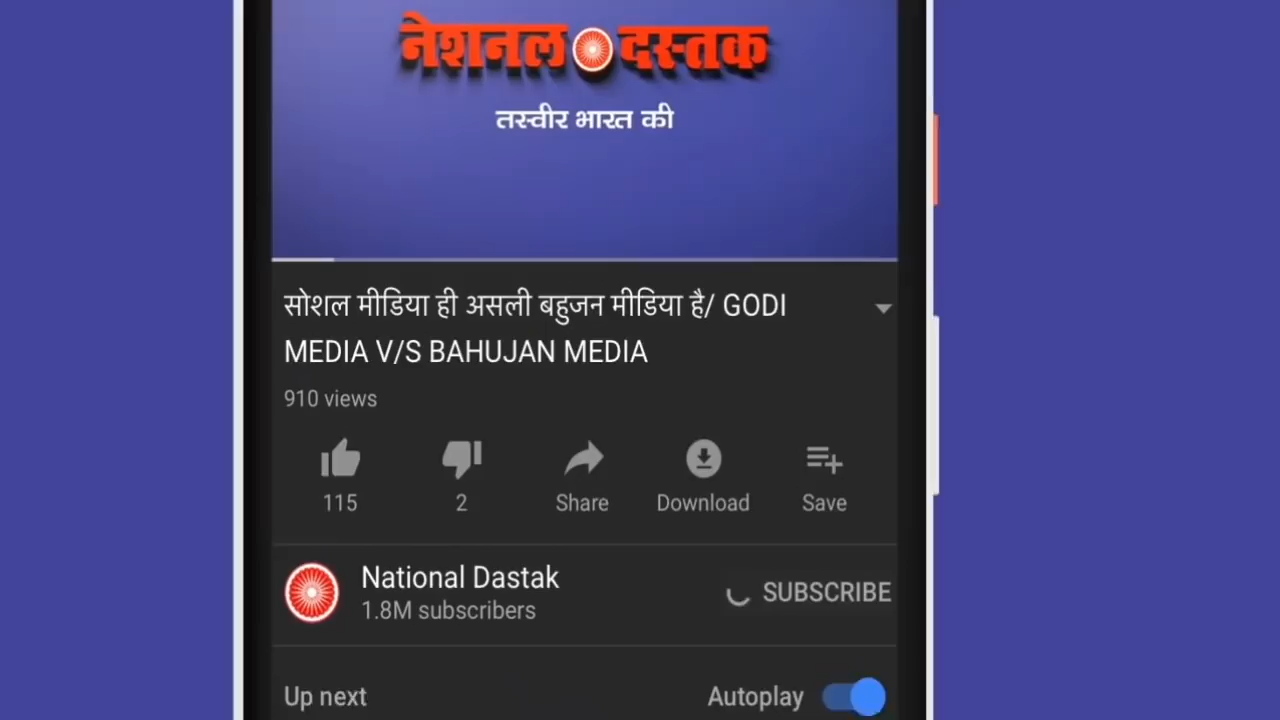 नेशनल दस्तक
तस्वीर भारत की
सोशल मीडिया ही असली बहुजन मीडिया है/ GODI
MEDIA V/S BAHUJAN MEDIA
910 views
115
2
Share
Download
Save
National Dastak
1.8M subscribers
SUBSCRIBE
Up next
Autoplay